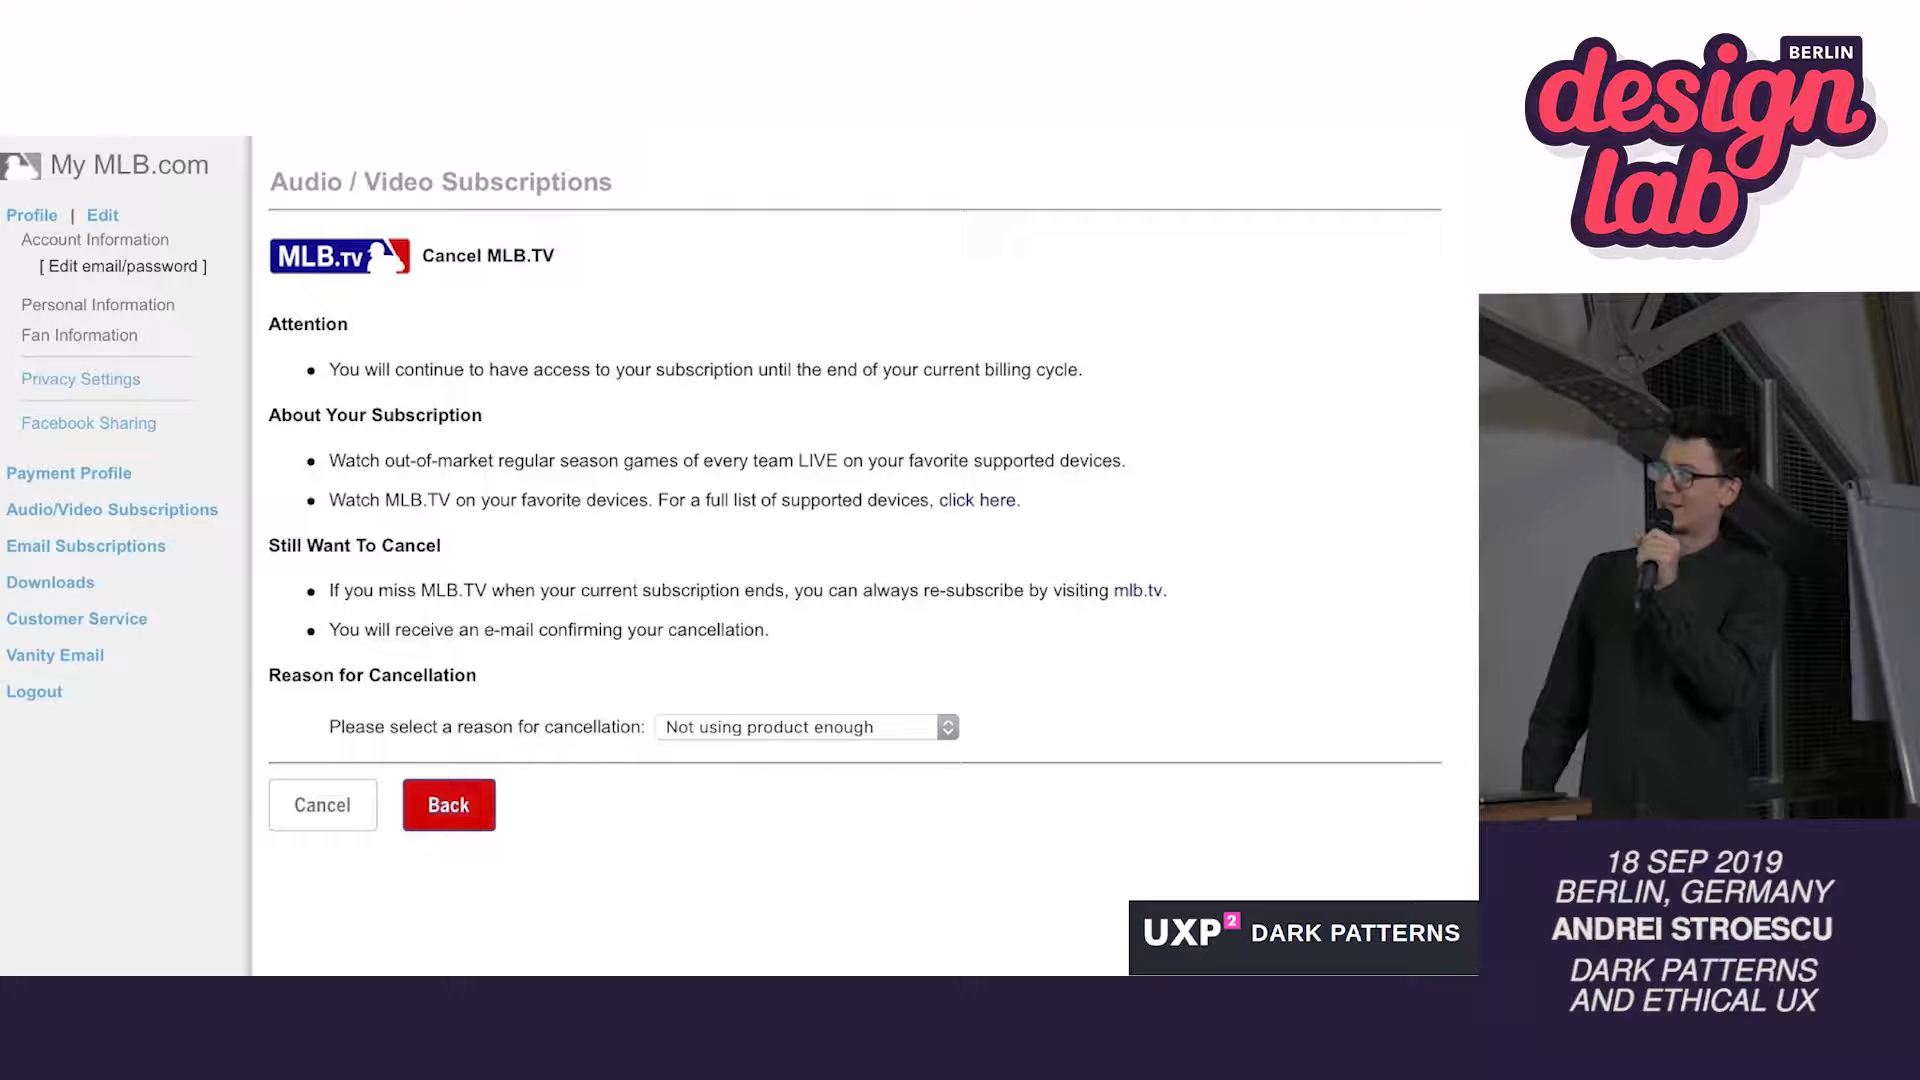 BERLIN
design
lab
My MLB.com
Profile | Edit
Account Information
[ Edit email/password ]
Personal Information
Fan Information
Privacy Settings
Facebook Sharing
Payment Profile
Audio/Video Subscriptions
Email Subscriptions
Downloads
Customer Service
Vanity Email
Logout
Audio / Video Subscriptions
MLB.TV Cancel MLB.TV
Attention
• You will continue to have access to your subscription until the end of your current billing cycle.
About Your Subscription
• Watch out-of-market regular season games of every team LIVE on your favorite supported devices.
• Watch MLB.TV on your favorite devices. For a full list of supported devices, click here.
Still Want To Cancel
• If you miss MLB.TV when your current subscription ends, you can always re-subscribe by visiting mlb.tv.
• You will receive an e-mail confirming your cancellation.
Reason for Cancellation
Please select a reason for cancellation: Not using product enough
Cancel Back
UXP2 DARK PATTERNS
18 SEP 2019
BERLIN, GERMANY
ANDREI STROESCU
DARK PATTERNS
AND ETHICAL UX